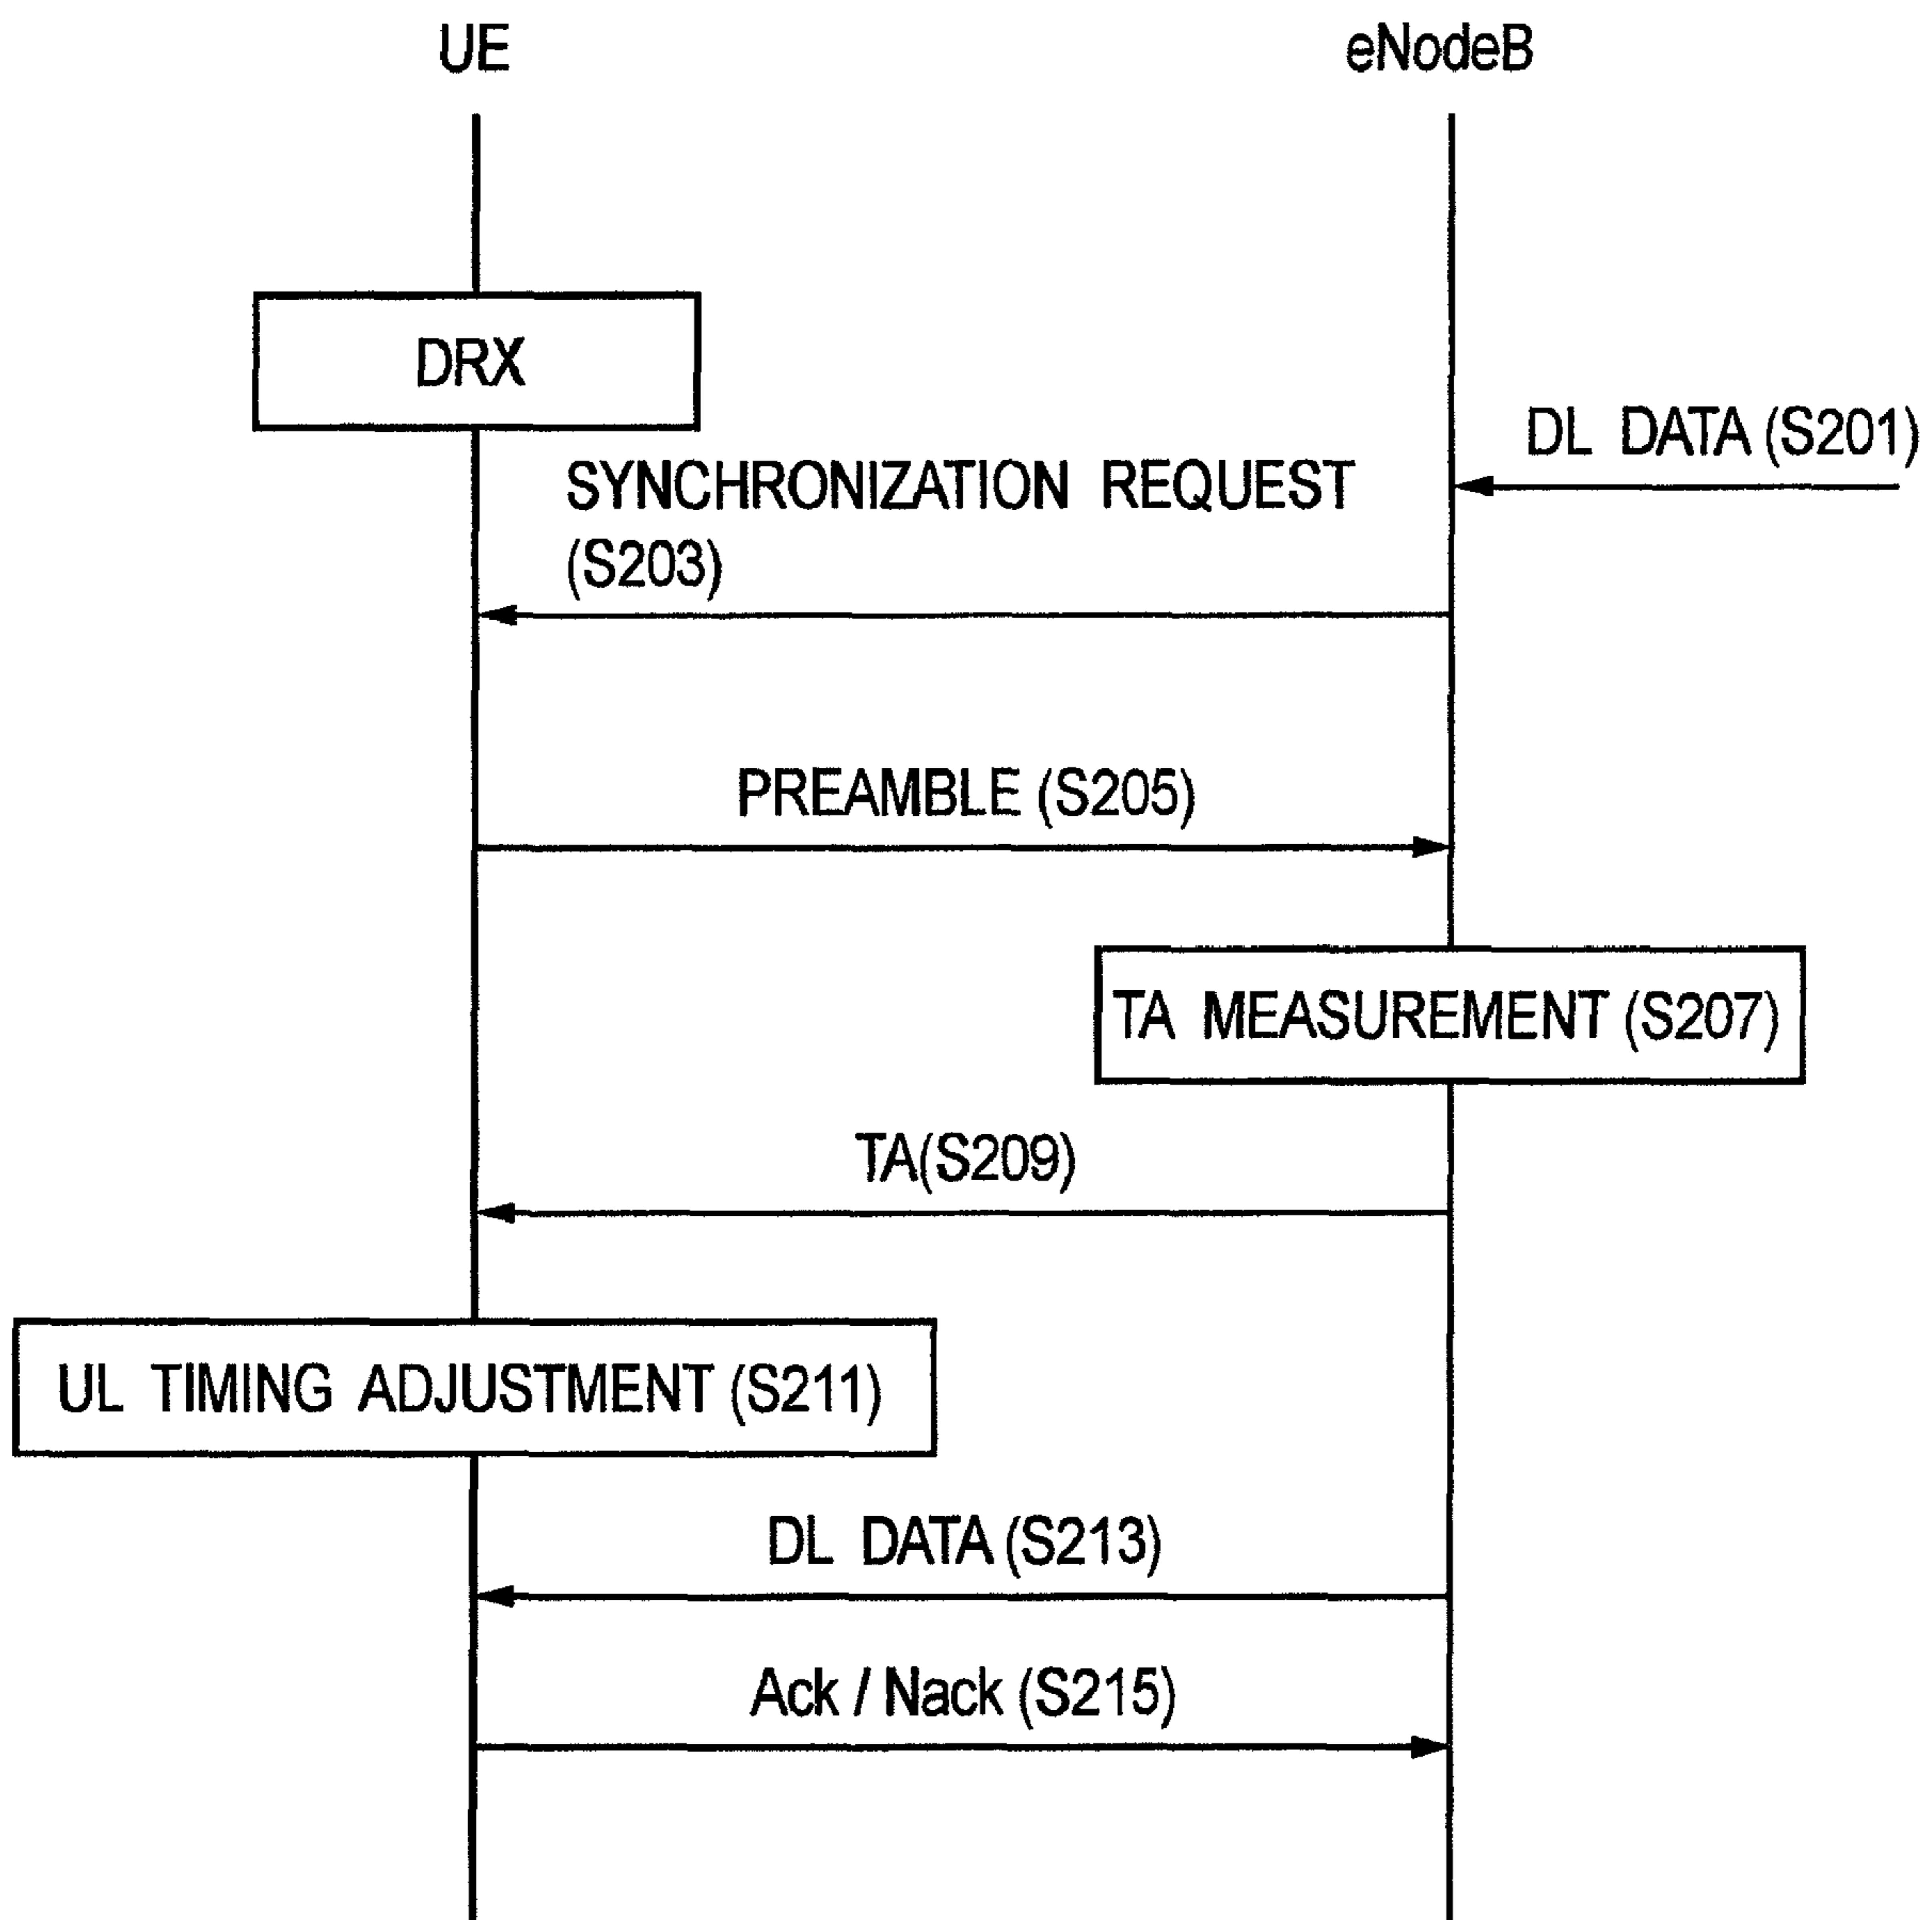 UE
eNodeB
DRX
DL DATA (S201)
SYNCHRONIZATION REQUEST
(S203)
PREAMBLE (S205)
TA MEASUREMENT (S207)
TA(S209)
UL TIMING ADJUSTMENT (S211)
DL DATA (S213)
Ack / Nack (S215)